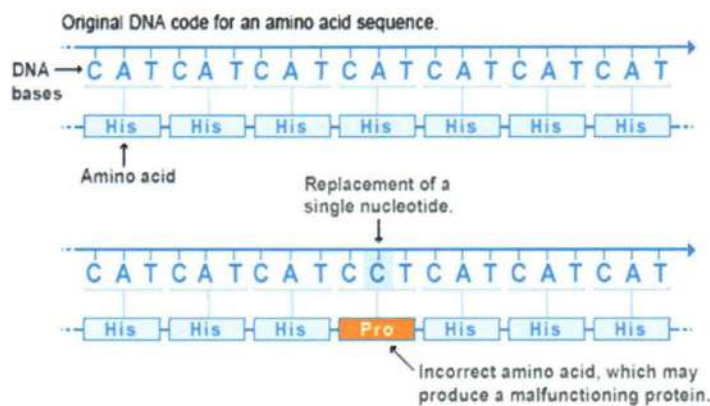 Original DNA code for an amino acid sequence.
DNA bases
C A T C A T C A T C A T C A T C A T C A T
His His His His His His His
Amino acid
Replacement of a
single nucleotide.
C A T C A T C A T C C T C A T C A T C A T
His His His Pro His His His
Incorrect amino acid, which may
produce a malfunctioning protein.